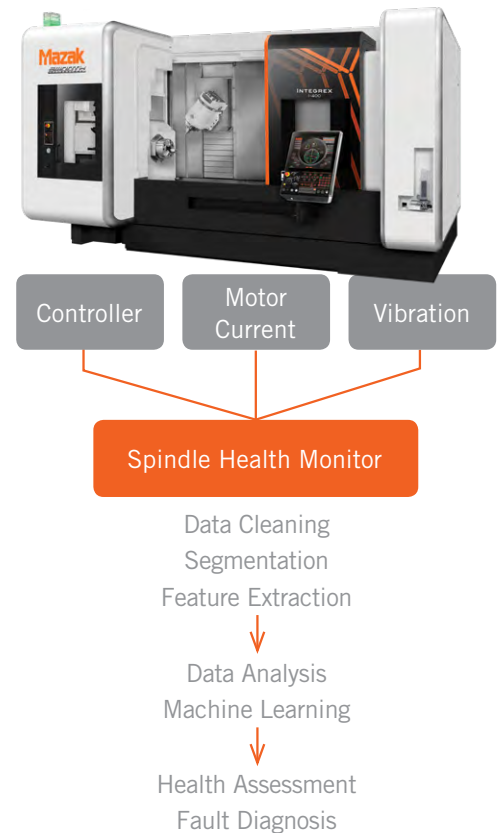 Mazak
INTEGREX
Controller
Motor
Current
Vibration
Spindle Health Monitor
Data Cleaning
Segmentation
Feature Extraction
Data Analysis
Machine Learning
Health Assessment
Fault Diagnosis